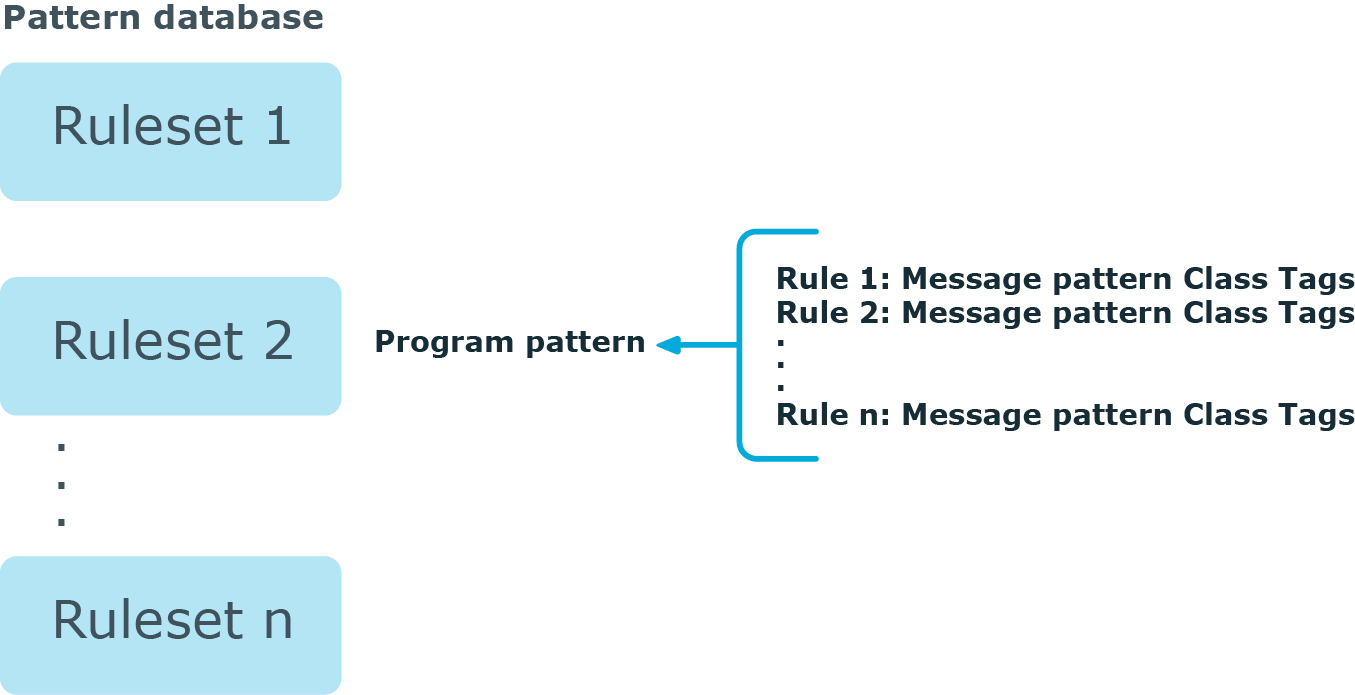 Pattern database
Ruleset 1
Ruleset 2
.
.
.
Ruleset n
Program pattern
Rule 1: Message pattern Class Tags
Rule 2: Message pattern Class Tags
.
.
.
Rule n: Message pattern Class Tags